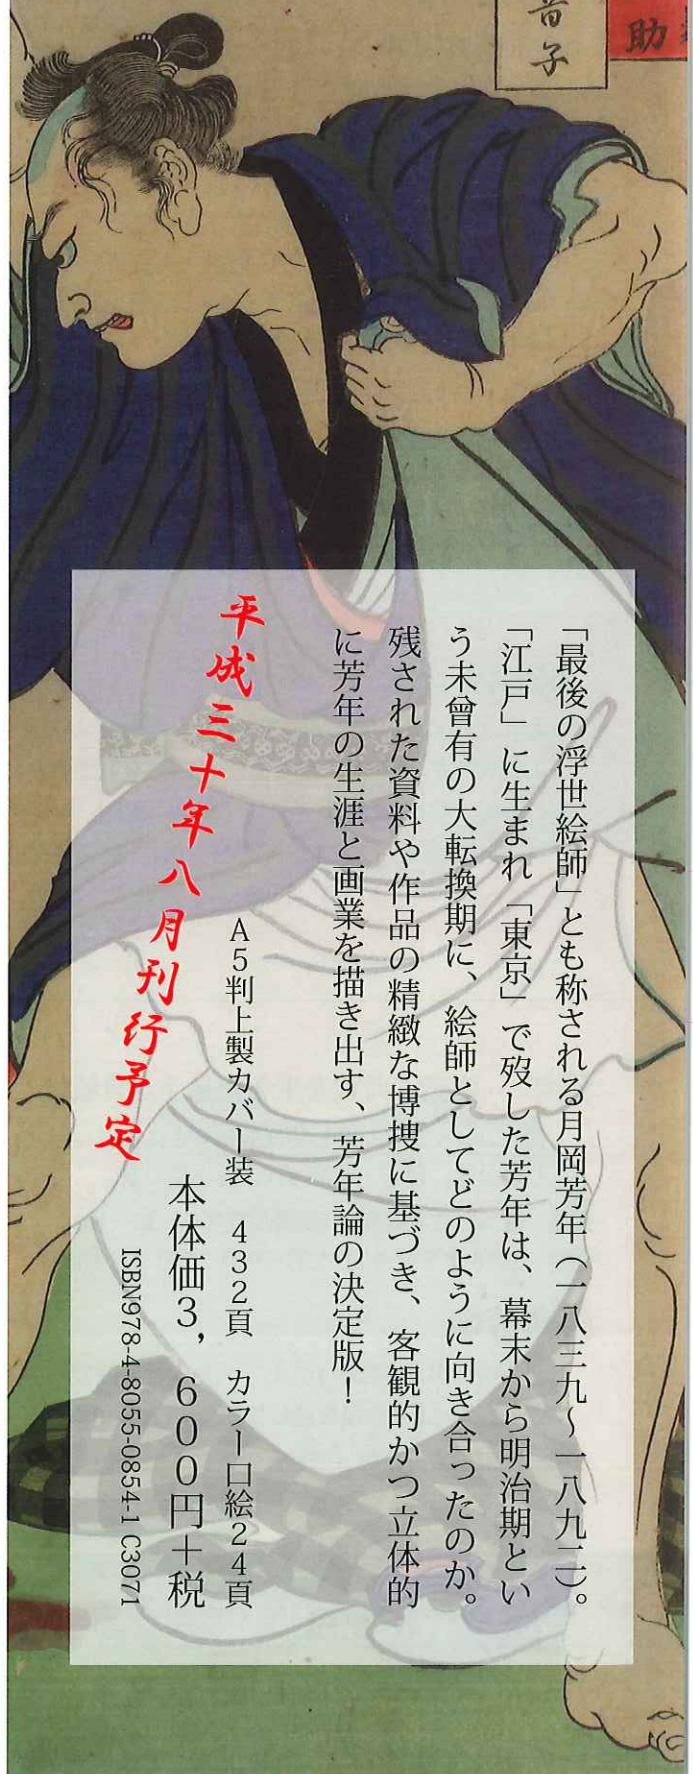 助
音子
「最後の浮世絵師」とも称される月岡芳年（一八三九～一八九二）。
「江戸」に生まれ「東京」で歿した芳年は、幕末から明治期とい
う未曾有の大転換期に、絵師としてどのように向き合ったのか。
残された資料や作品の精緻な博捜に基づき、客観的かつ立体的
に芳年の生涯と画業を描き出す、芳年論の決定版！
平成三十年八月刊行予定
A5判上製カバー装　432頁　カラー口絵24頁
本体価3，600円＋税
ISBN978-4-8055-0854-1 C3071